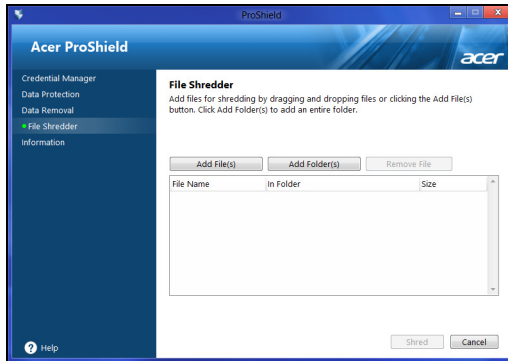 ProShield
Acer ProShield
acer
Credential Manager
Data Protection
Data Removal
File Shredder
Information
File Shredder
Add files for shredding by dragging and dropping files or clicking the Add File(s)
button. Click Add Folder(s) to add an entire folder.
Add File(s) Add Folder(s) Remove File
File Name In Folder Size
Shred Cancel
? Help